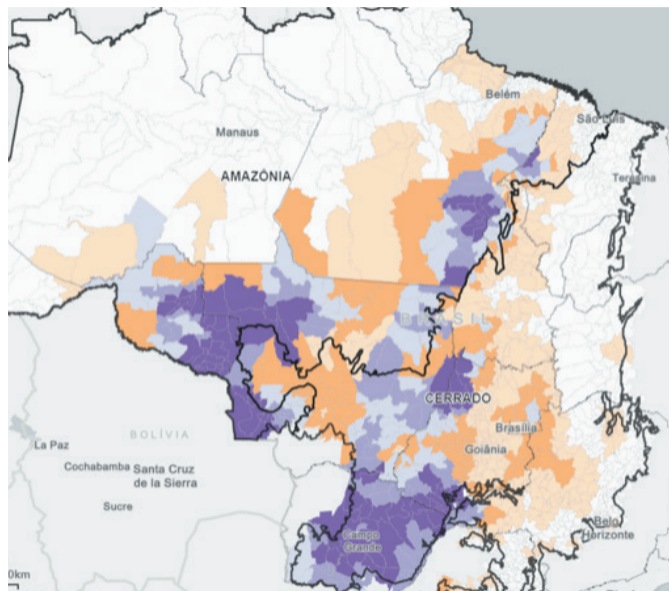 Belém
São Luís
Manaus
AMAZÔNIA
Teresina
BRASIL
CERRADO
Brasília
Goiânia
BOLÍVIA
La Paz
Cochabamba
Santa Cruz
de la Sierra
Sucre
Campo
Grande
Belo
Horizonte
0km